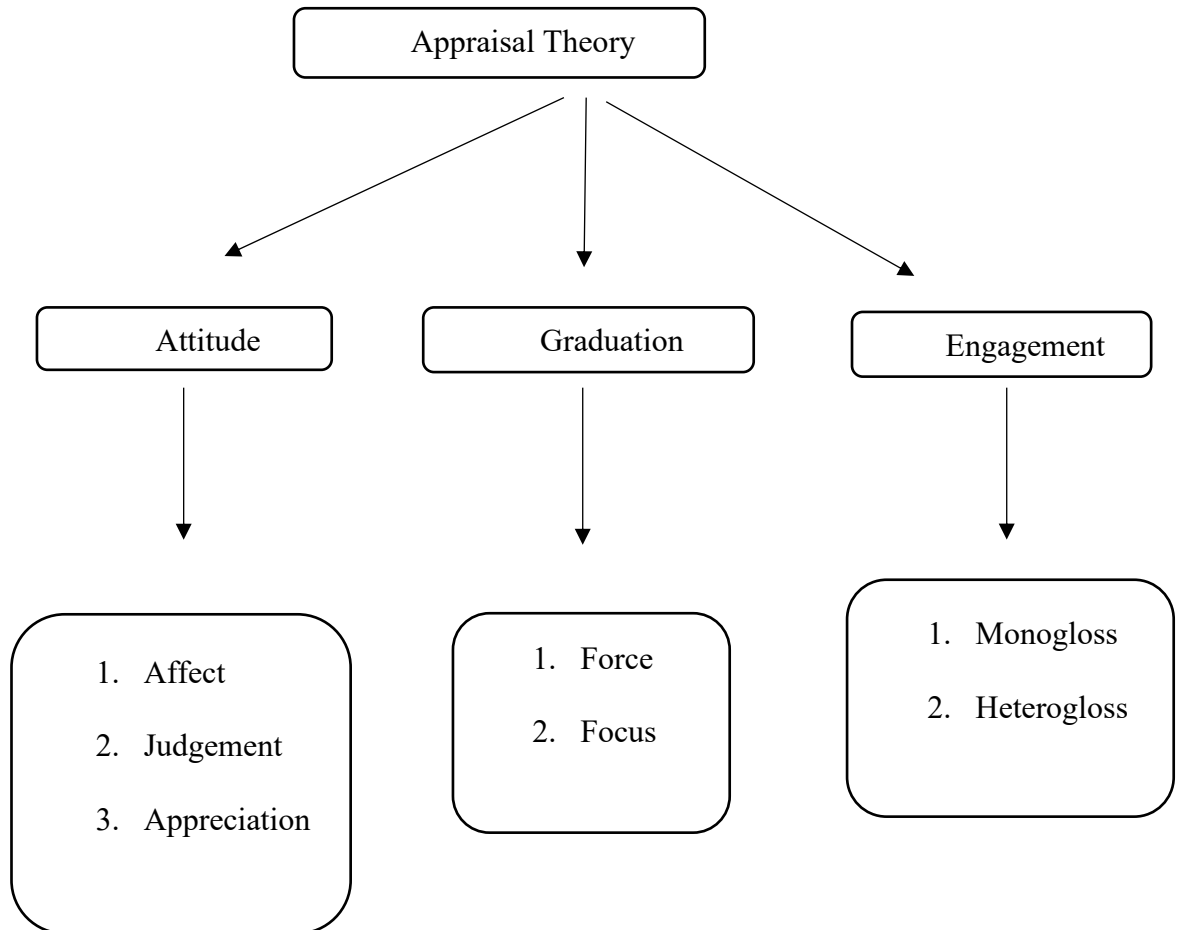 Appraisal Theory
Attitude
Graduation
Engagement
1. Affect
2. Judgement
3. Appreciation
1. Force
2. Focus
1. Monogloss
2. Heterogloss